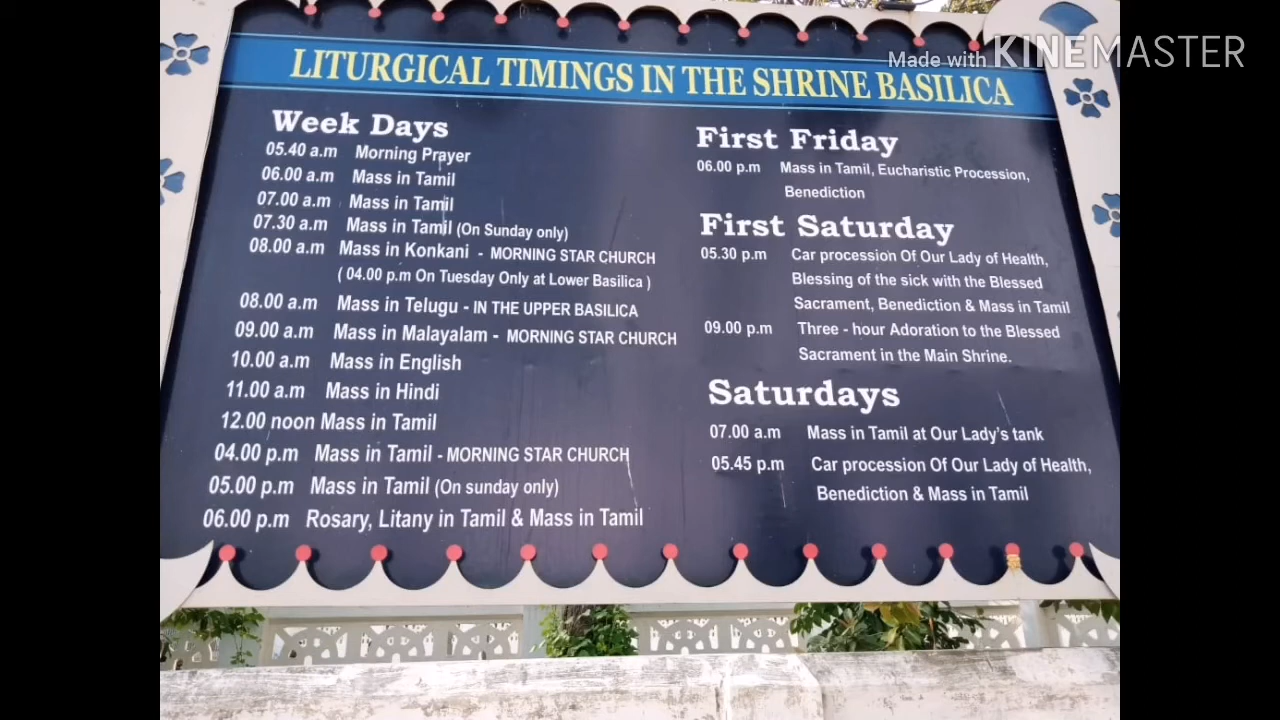 Made with KINEMASTER
LITURGICAL TIMINGS IN THE SHRINE BASILICA
Week Days
05.40 a.m Morning Prayer
06.00 a.m Mass in Tamil
07.00 a.m Mass in Tamil
07.30 a.m Mass in Tamil (On Sunday only)
08.00 a.m Mass in Konkani - MORNING STAR CHURCH
( 04.00 p.m On Tuesday Only at Lower Basilica )
08.00 a.m Mass in Telugu - IN THE UPPER BASILICA
09.00 a.m Mass in Malayalam - MORNING STAR CHURCH
10.00 a.m Mass in English
11.00 a.m Mass in Hindi
12.00 noon Mass in Tamil
04.00 p.m Mass in Tamil - MORNING STAR CHURCH
05.00 p.m Mass in Tamil (On sunday only)
06.00 p.m Rosary, Litany in Tamil & Mass in Tamil
First Friday
06.00 p.m Mass in Tamil, Eucharistic Procession,
Benediction
First Saturday
05.30 p.m Car procession Of Our Lady of Health,
Blessing of the sick with the Blessed
Sacrament, Benediction & Mass in Tamil
09.00 p.m Three - hour Adoration to the Blessed
Sacrament in the Main Shrine.
Saturdays
07.00 a.m Mass in Tamil at Our Lady's tank
05.45 p.m Car procession Of Our Lady of Health,
Benediction & Mass in Tamil